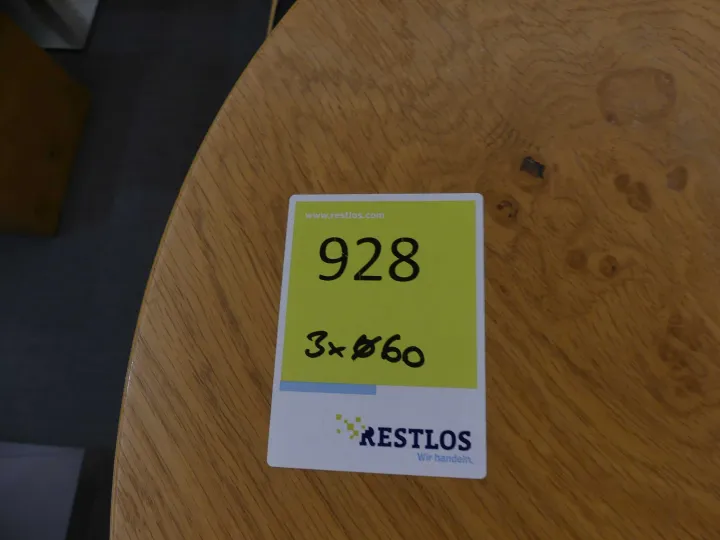 www.restlos.com
928
3x ø60
RESTLOS
Wir handeln.